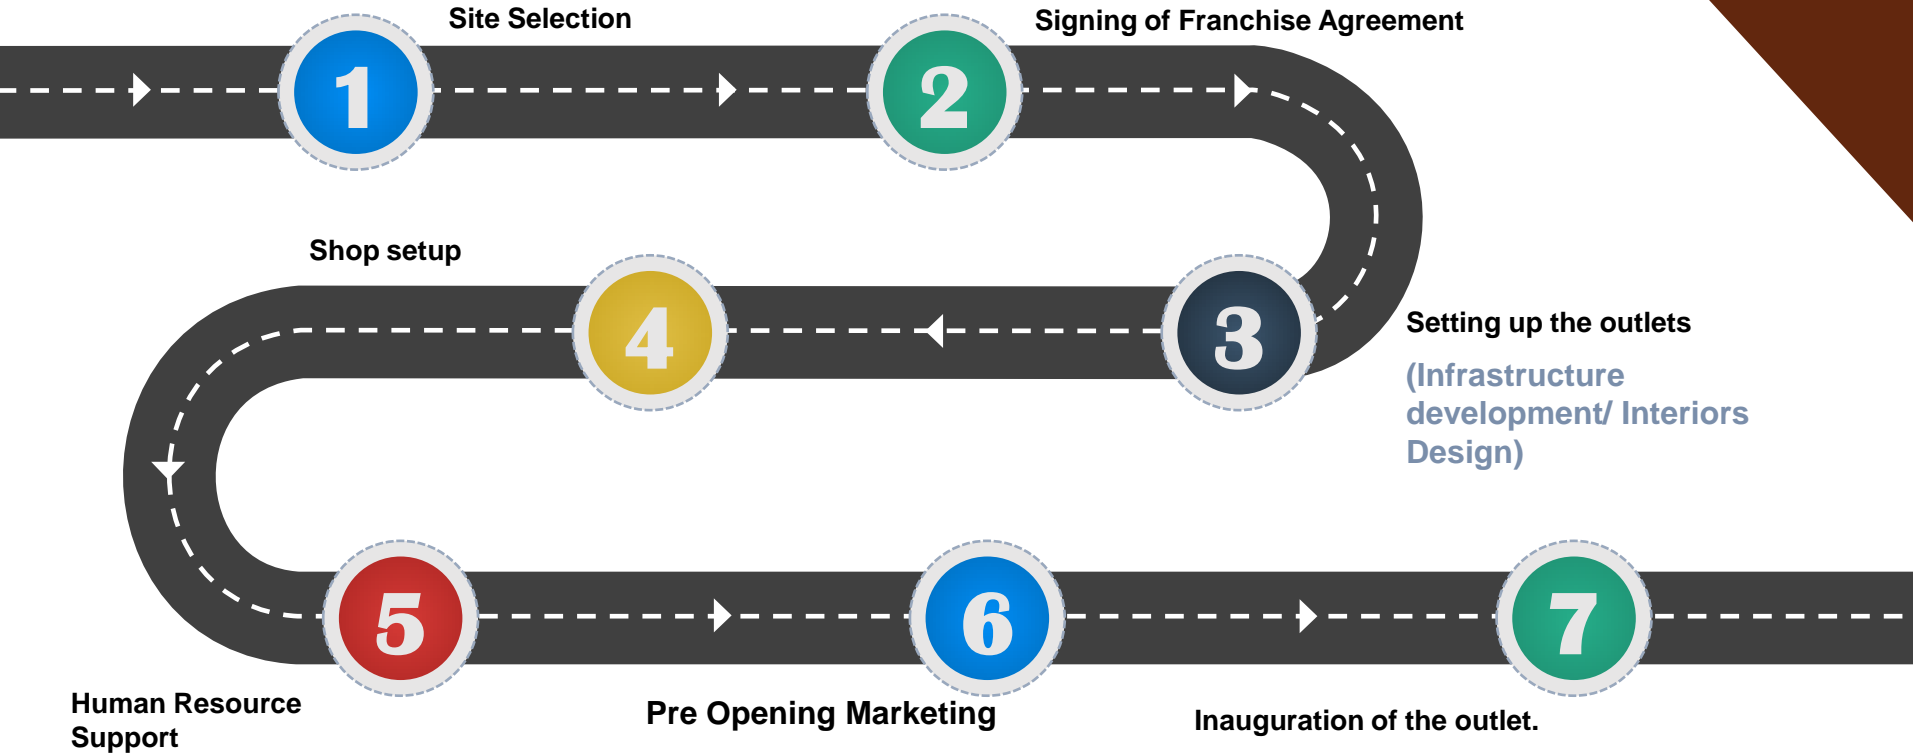 Site Selection
Signing of Franchise Agreement
1
2
Shop setup
4
3
Setting up the outlets
(Infrastructure
development/ Interiors
Design)
5
6
7
Human Resource
Support
Pre Opening Marketing
Inauguration of the outlet.